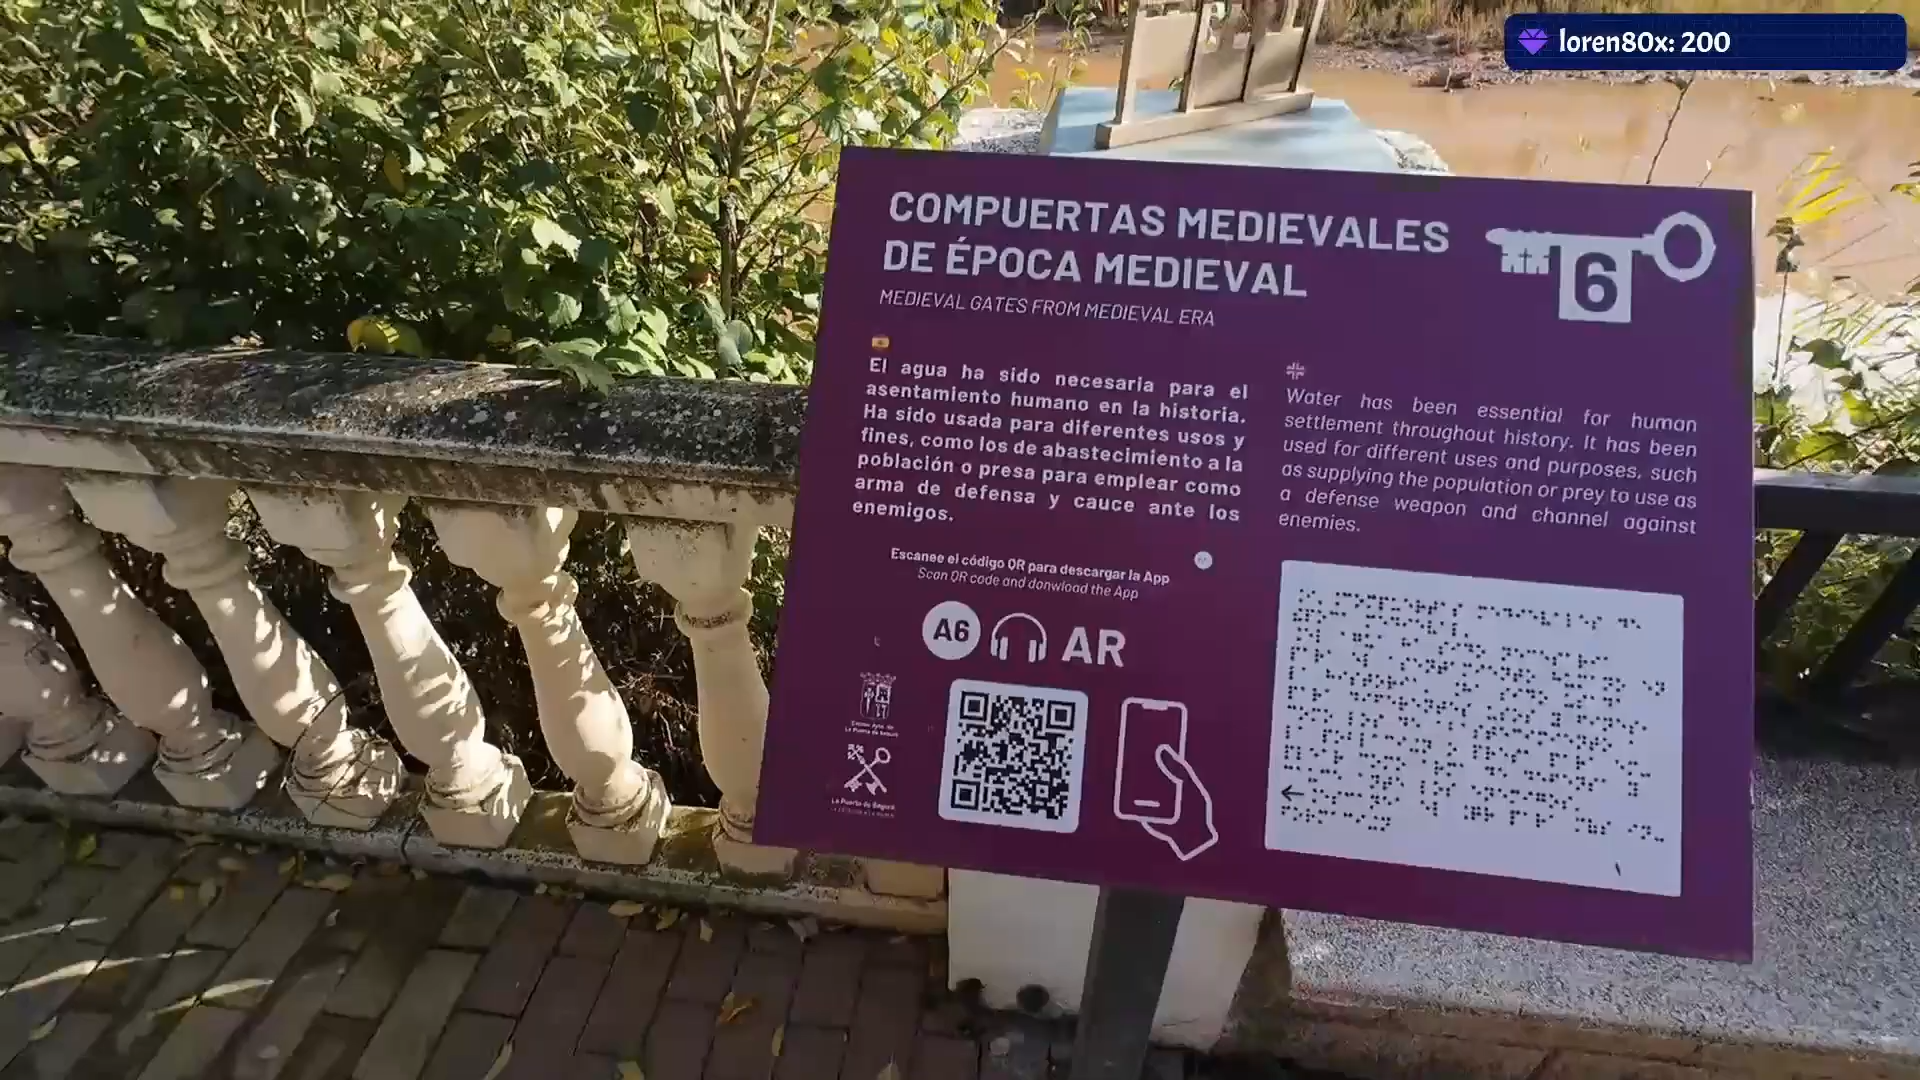 loren80x: 200
COMPUERTAS MEDIEVALES
DE ÉPOCA MEDIEVAL
MEDIEVAL GATES FROM MEDIEVAL ERA
6
El agua ha sido necesaria para el
asentamiento humano en la historia.
Ha sido usada para diferentes usos y
fines, como los de abastecimiento a la
población o presa para emplear como
arma de defensa y cauce ante los
enemigos.
Water has been essential for human
settlement throughout history. It has been
used for different uses and purposes, such
as supplying the population or prey to use as
a defense weapon and channel against
enemies.
Escanee el código QR para descargar la App
Scan QR code and donwload the App
A6
AR
La Puerta de Segura
La Puerta de Segura